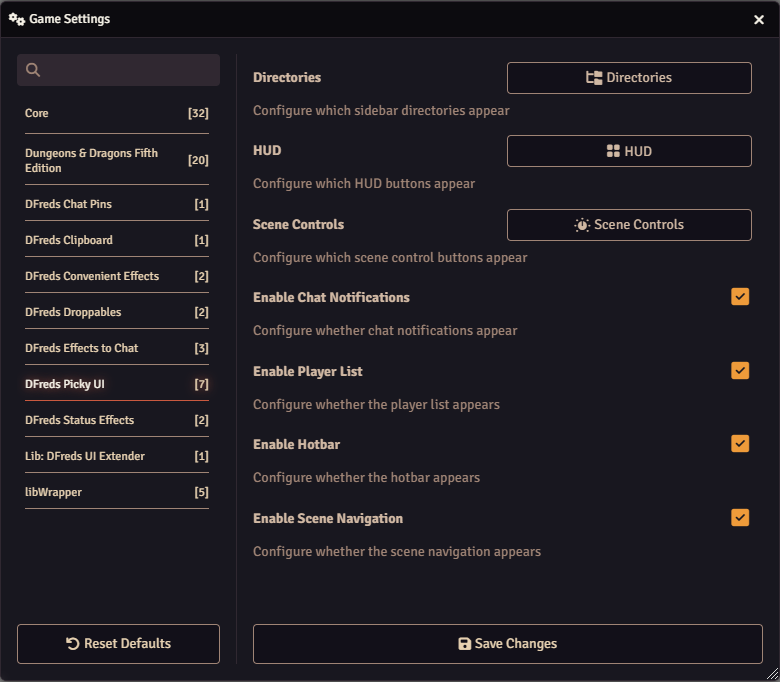 Game Settings
Core [32]
Dungeons & Dragons Fifth
Edition [20]
DFreds Chat Pins [1]
DFreds Clipboard [1]
DFreds Convenient Effects [2]
DFreds Droppables [2]
DFreds Effects to Chat [3]
DFreds Picky UI [7]
DFreds Status Effects [2]
Lib: DFreds UI Extender [1]
libWrapper [5]
Reset Defaults
Directories Directories
Configure which sidebar directories appear
HUD HUD
Configure which HUD buttons appear
Scene Controls Scene Controls
Configure which scene control buttons appear
Enable Chat Notifications
Configure whether chat notifications appear
Enable Player List
Configure whether the player list appears
Enable Hotbar
Configure whether the hotbar appears
Enable Scene Navigation
Configure whether the scene navigation appears
Save Changes